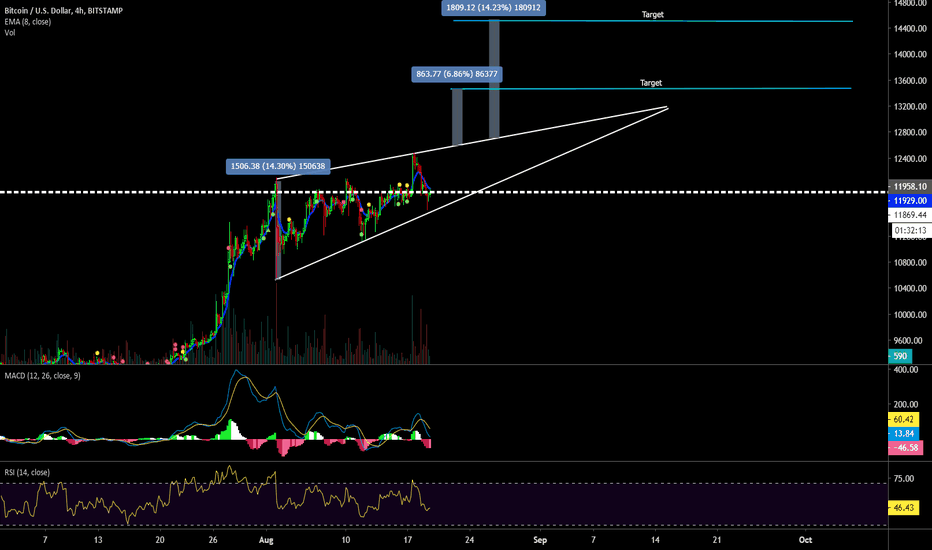 Bitcoin / U.S. Dollar, 4h, BITSTAMP
EMA (8, close)
Vol
1809.12 (14.23%) 180912
Target
863.77 (6.86%) 86377
Target
1506.38 (14.30%) 150638
14800.00
14400.00
14000.00
13600.00
13200.00
12800.00
12400.00
11958.10
11929.00
11869.44
01:32:13
11200.00
10800.00
10400.00
10000.00
9600.00
590
MACD (12, 26, close, 9)
400.00
200.00
60.42
13.84
-46.58
RSI (14, close)
75.00
46.43
7
13
20
26
Aug
10
17
24
Sep
7
14
21
Oct